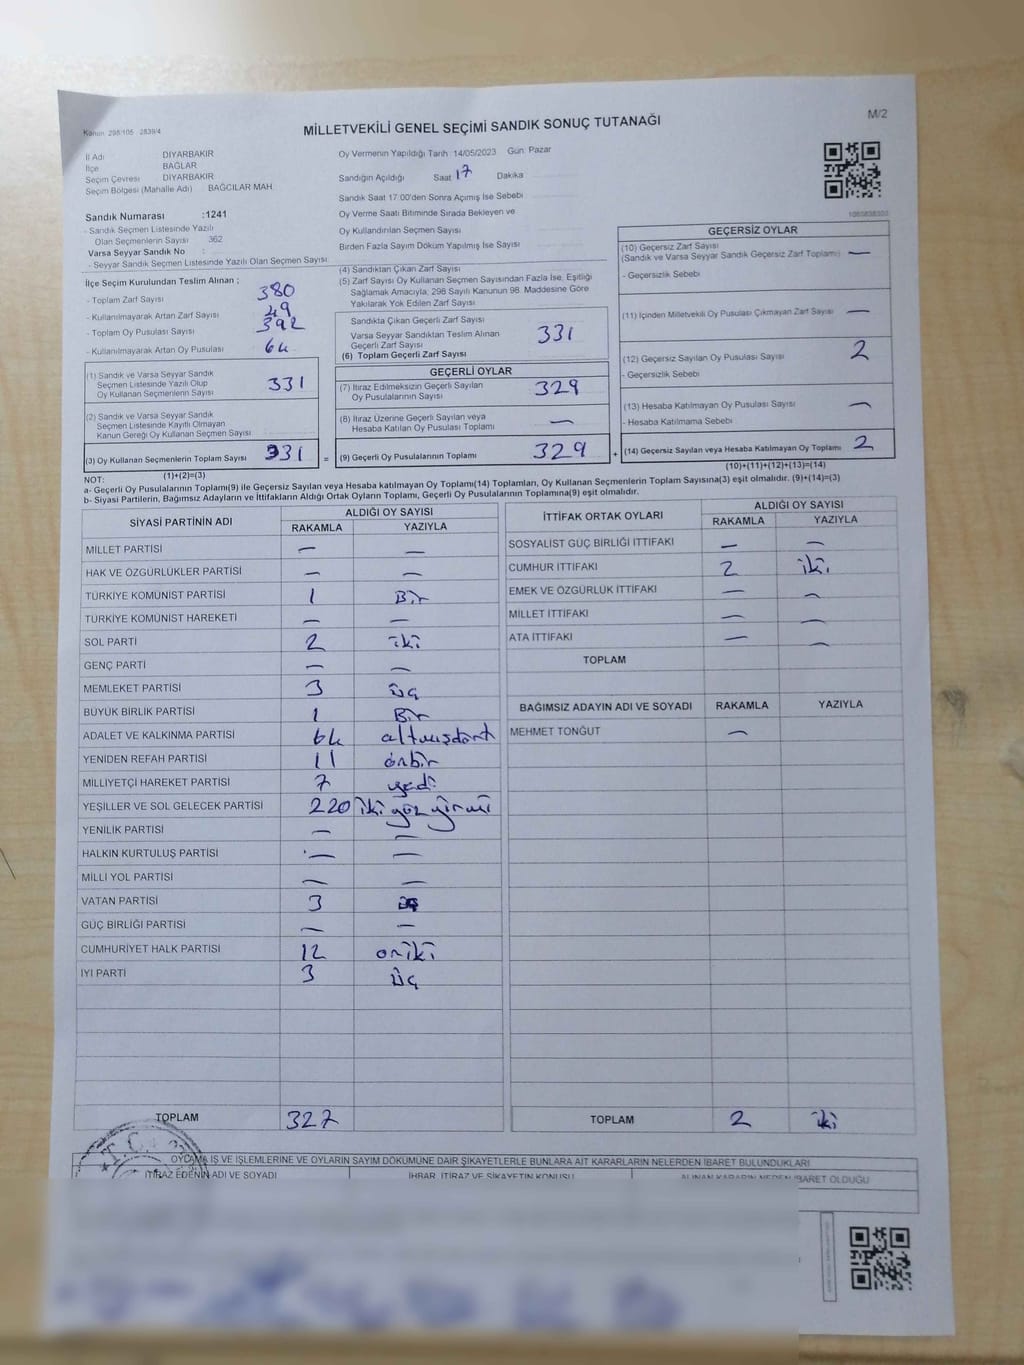 Kanun 298/105 2839/4
MİLLETVEKİLİ GENEL SEÇİMİ SANDIK SONUÇ TUTANAĞI
M/2
İl Adı DİYARBAKIR
İlçe BAĞLAR
Seçim Çevresi DİYARBAKIR
Seçim Bölgesi (Mahalle Adı) BAĞCILAR MAH.
Sandık Numarası :1241
- Sandık Seçmen Listesinde Yazılı
Olan Seçmenlerin Sayısı 362
Varsa Seyyar Sandık No :
- Seyyar Sandık Seçmen Listesinde Yazılı Olan Seçmen Sayısı
Oy Vermenin Yapıldığı Tarih 14/05/2023 Gün Pazar
Sandığın Açıldığı Saat 17 Dakika
Sandık Saat 17.00'den Sonra Açımış İse Sebebi
Oy Verme Saati Bitiminde Sırada Bekleyen ve
Oy Kullandırılan Seçmen Sayısı
Birden Fazla Sayım Döküm Yapılmış İse Sayısı
İlçe Seçim Kurulundan Teslim Alınan ;
- Toplam Zarf Sayısı 380
- Kullanılmayarak Artan Zarf Sayısı 49
- Toplam Oy Pusulası Sayısı 392
- Kullanılmayarak Artan Oy Pusulası
(1) Sandık ve Varsa Seyyar Sandık
Seçmen Listesinde Yazılı Olup
Oy Kullanan Seçmenlerin Sayısı 331
(2) Sandık ve Varsa Seyyar Sandık
Seçmen Listesinde Kayıtlı Olmayan
Kanun Gereği Oy Kullanan Seçmen Sayısı
(3) Oy Kullanan Seçmenlerin Toplam Sayısı 331
(1)+(2)=(3)
(4) Sandıktan Çıkan Zarf Sayısı
(5) Zarf Sayısı Oy Kullanan Seçmen Sayısından Fazla İse, Eşitliği
Sağlamak Amacıyla, 298 Sayılı Kanunun 98. Maddesine Göre
Yakılarak Yok Edilen Zarf Sayısı
Sandıkta Çıkan Geçerli Zarf Sayısı
Varsa Seyyar Sandıktan Teslim Alınan
Geçerli Zarf Sayısı
(6) Toplam Geçerli Zarf Sayısı 331
GEÇERLİ OYLAR
(7) İtiraz Edilmeksizin Geçerli Sayılan
Oy Pusulalarının Sayısı 329
(8) İtiraz Üzerine Geçerli Sayılan veya
Hesaba Katılan Oy Pusulası Toplamı —
= (9) Geçerli Oy Pusulalarının Toplamı 329
GEÇERSİZ OYLAR
(10) Geçersiz Zarf Sayısı
(Sandık ve Varsa Seyyar Sandık Geçersiz Zarf Toplamı) —
- Geçersizlik Sebebi
(11) İçinden Milletvekili Oy Pusulası Çıkmayan Zarf Sayısı —
(12) Geçersiz Sayılan Oy Pusulası Sayısı 2
- Geçersizlik Sebebi
(13) Hesaba Katılmayan Oy Pusulası Sayısı —
- Hesaba Katılmama Sebebi
+ (14) Geçersiz Sayılan veya Hesaba Katılmayan Oy Toplamı 2
(10)+(11)+(12)+(13)=(14)
NOT:
a- Geçerli Oy Pusulalarının Toplamı(9) ile Geçersiz Sayılan veya Hesaba Katılmayan Oy Toplamı(14) Toplamları, Oy Kullanan Seçmenlerin Toplam Sayısına(3) eşit olmalıdır. (9)+(14)=(3)
b- Siyasi Partilerin, Bağımsız Adayların ve İttifakların Aldığı Ortak Oyların Toplamı, Geçerli Oy Pusulalarının Toplamına(9) eşit olmalıdır.
SİYASİ PARTİNİN ADI ALDIĞI OY SAYISI
RAKAMLA YAZIYLA
MİLLET PARTİSİ — —
HAK VE ÖZGÜRLÜKLER PARTİSİ — —
TÜRKİYE KOMÜNİST PARTİSİ 1 Bir
TÜRKİYE KOMÜNİST HAREKETİ — —
SOL PARTİ 2 iki
GENÇ PARTİ — —
MEMLEKET PARTİSİ 3 üç
BÜYÜK BİRLİK PARTİSİ 1 Bir
ADALET VE KALKINMA PARTİSİ 64 altmışdört
YENİDEN REFAH PARTİSİ 11 onbir
MİLLİYETÇİ HAREKET PARTİSİ 7 yedi
YEŞİLLER VE SOL GELECEK PARTİSİ 220 iki yüz yirmi
YENİLİK PARTİSİ — —
HALKIN KURTULUŞ PARTİSİ — —
MİLLİ YOL PARTİSİ — —
VATAN PARTİSİ 3
GÜÇ BİRLİĞİ PARTİSİ — —
CUMHURİYET HALK PARTİSİ 12 oniki
İYİ PARTİ 3 üç
TOPLAM 327
İTTİFAK ORTAK OYLARI ALDIĞI OY SAYISI
RAKAMLA YAZIYLA
SOSYALİST GÜÇ BİRLİĞİ İTTİFAKI — —
CUMHUR İTTİFAKI 2 iki
EMEK VE ÖZGÜRLÜK İTTİFAKI — —
MİLLET İTTİFAKI — —
ATA İTTİFAKI — —
TOPLAM
BAĞIMSIZ ADAYIN ADI VE SOYADI RAKAMLA YAZIYLA
MEHMET TONĞUT —
TOPLAM 2 iki
T.C.
OYLAMA İŞ VE İŞLEMLERİNE VE OYLARIN SAYIM DÖKÜMÜNE DAİR ŞİKAYETLERLE BUNLARA AİT KARARLARIN NELERDEN İBARET BULUNDUKLARI
İTİRAZ EDENİN ADI VE SOYADI İHBAR, İTİRAZ VE ŞİKAYETİN KONUSU ALINAN KARARIN NEDEN İBARET OLDUĞU